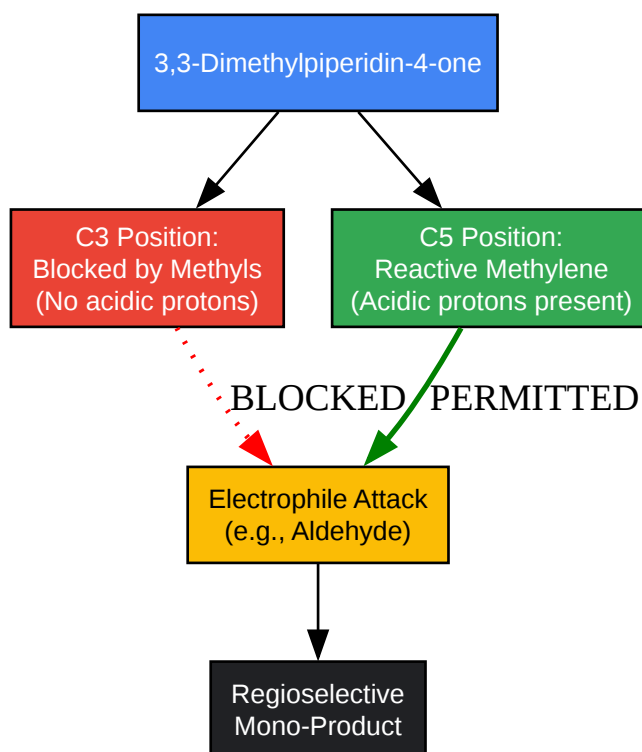 3,3-Dimethylpiperidin-4-one
C3 Position:
Blocked by Methyls
(No acidic protons)
C5 Position:
Reactive Methylene
(Acidic protons present)
BLOCKED
PERMITTED
Electrophile Attack
(e.g., Aldehyde)
Regioselective
Mono-Product